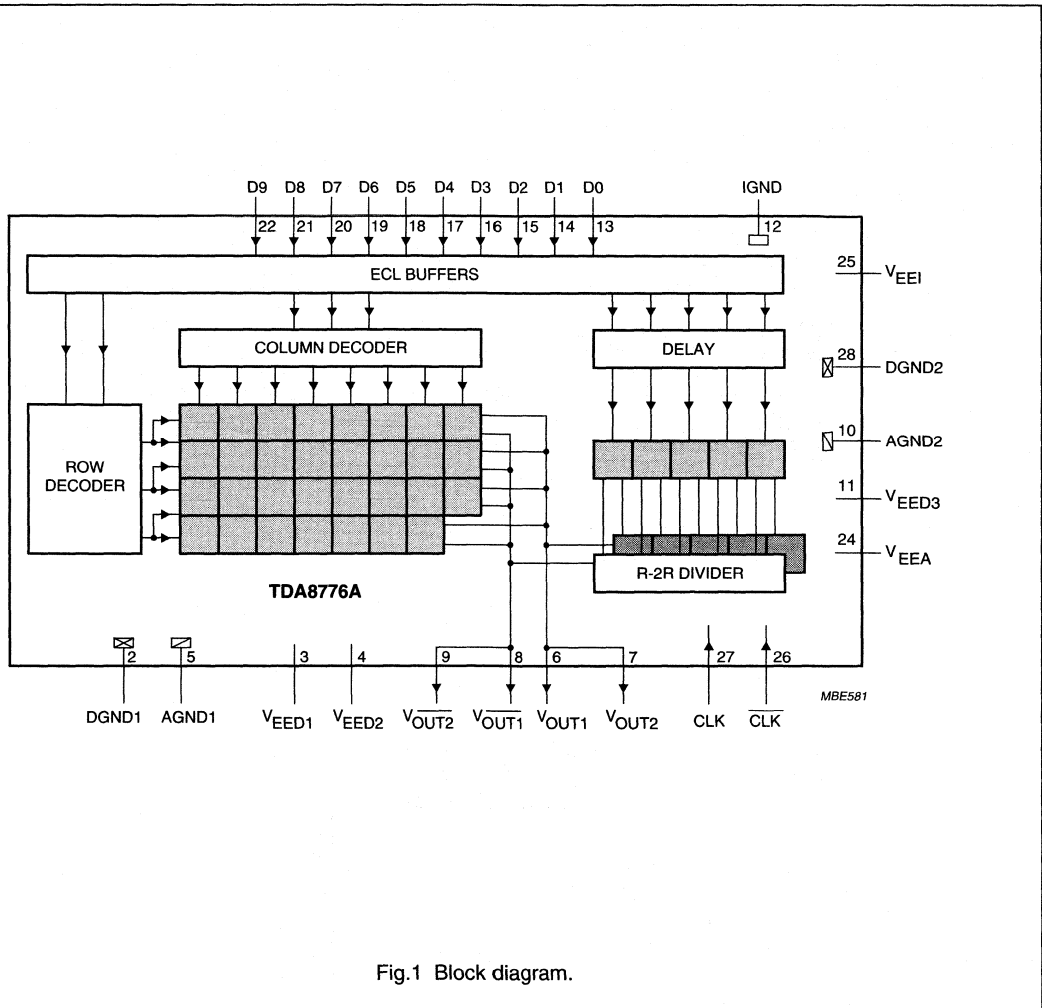 D9 D8 D7 D6 D5 D4 D3 D2 D1 D0 IGND
22 21 20 19 18 17 16 15 14 13 12
ECL BUFFERS
25 VEEI
COLUMN DECODER
DELAY
28 DGND2
10 AGND2
ROW
DECODER
11 VEED3
24 VEEA
R-2R DIVIDER
TDA8776A
2 5 3 4 9 8 6 7 27 26
MBE581
DGND1 AGND1 VEED1 VEED2 VOUT2 VOUT1 VOUT1 VOUT2 CLK CLK
Fig.1 Block diagram.